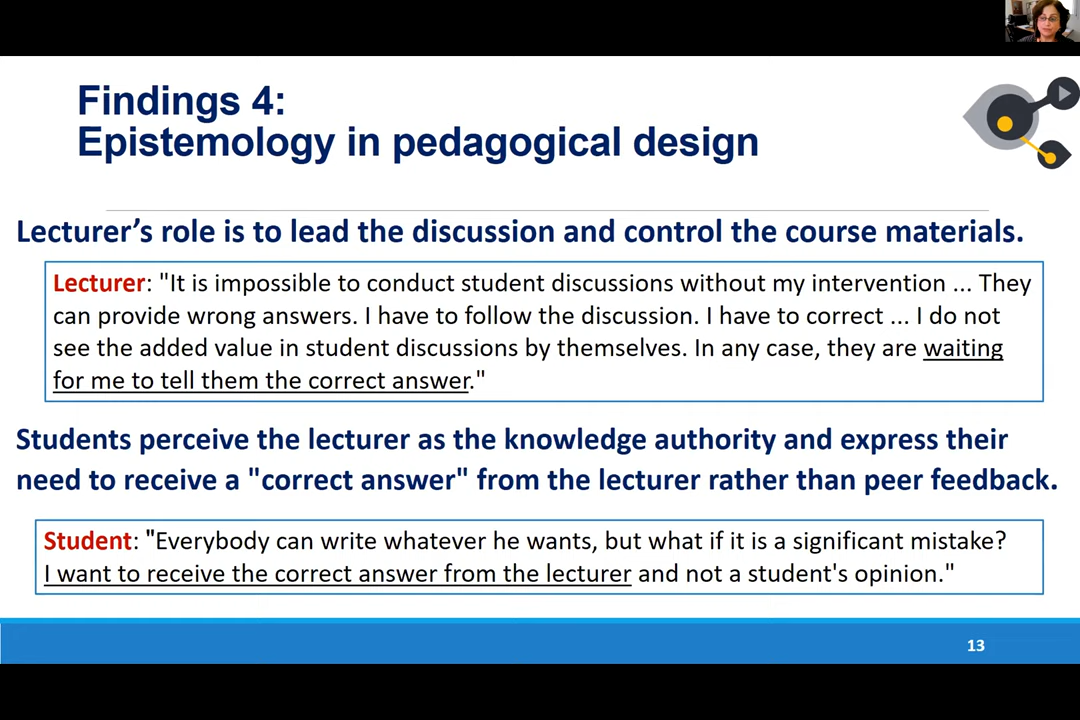 Findings 4:
Epistemology in pedagogical design
Lecturer’s role is to lead the discussion and control the course materials.
Lecturer: "It is impossible to conduct student discussions without my intervention ... They
can provide wrong answers. I have to follow the discussion. I have to correct ... I do not
see the added value in student discussions by themselves. In any case, they are waiting
for me to tell them the correct answer."
Students perceive the lecturer as the knowledge authority and express their
need to receive a "correct answer" from the lecturer rather than peer feedback.
Student: "Everybody can write whatever he wants, but what if it is a significant mistake?
I want to receive the correct answer from the lecturer and not a student's opinion."
13